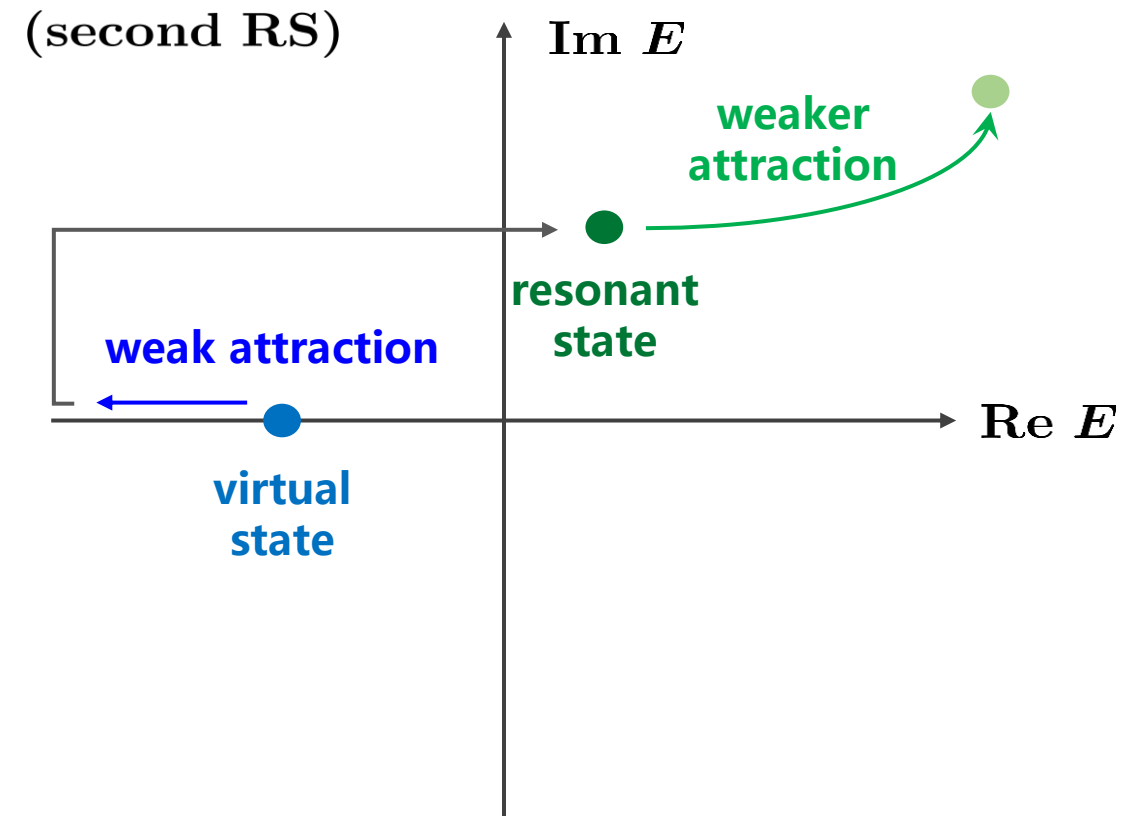 (second RS)
Im E
weaker
attraction
resonant
state
weak attraction
Re E
virtual
state